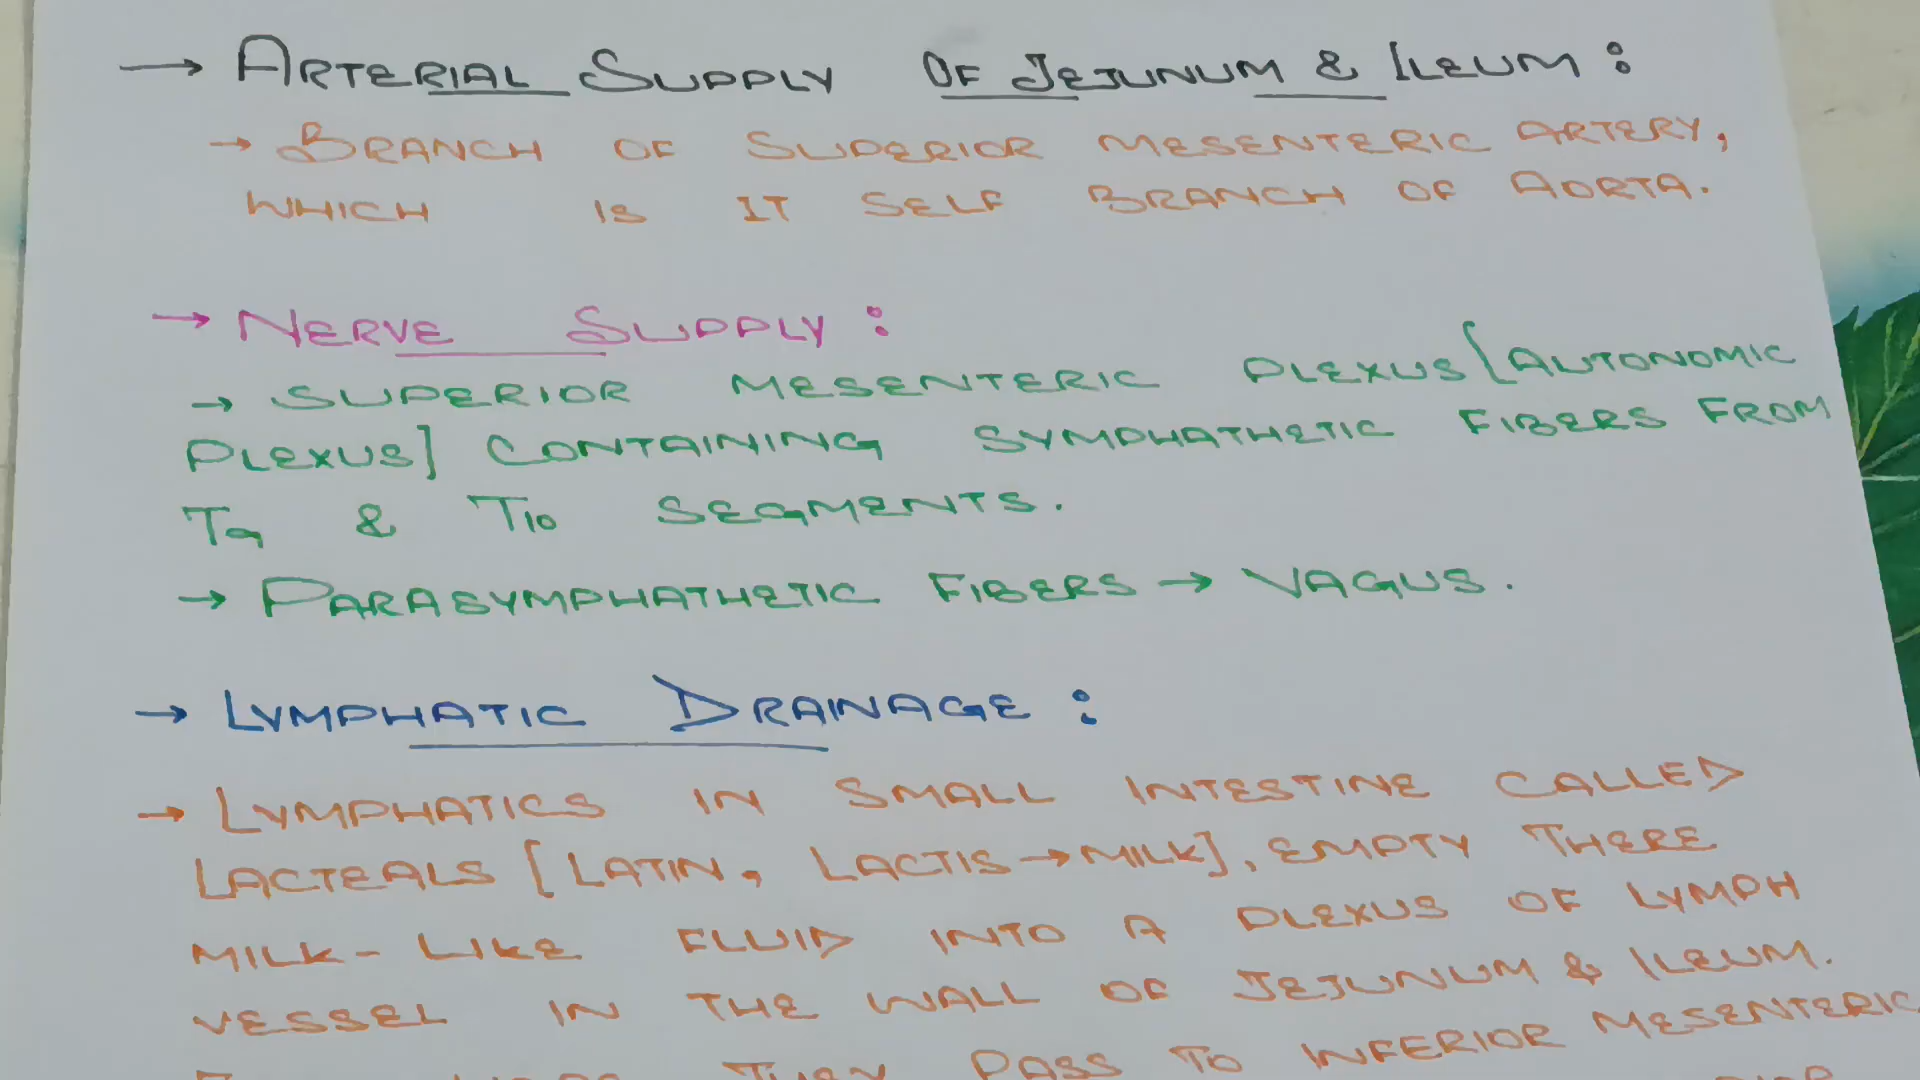 → ARTERIAL SUPPLY OF JEJUNUM & ILEUM:
→ BRANCH OF SUPERIOR MESENTERIC ARTERY,
WHICH IS IT SELF BRANCH OF AORTA.
→ NERVE SUPPLY:
→ SUPERIOR MESENTERIC PLEXUS [AUTONOMIC
PLEXUS] CONTAINING SYMPHATHETIC FIBERS FROM
T9 & T10 SEGMENTS.
→ PARASYMPHATHETIC FIBERS → VAGUS.
→ LYMPHATIC DRAINAGE:
→ LYMPHATICS IN SMALL INTESTINE CALLED
LACTEALS [LATIN, LACTIS → MILK], EMPTY THERE
MILK-LIKE FLUID INTO A PLEXUS OF LYMPH
VESSEL IN THE WALL OF JEJUNUM & ILEUM.
THEN PASS TO INFERIOR MESENTERIC